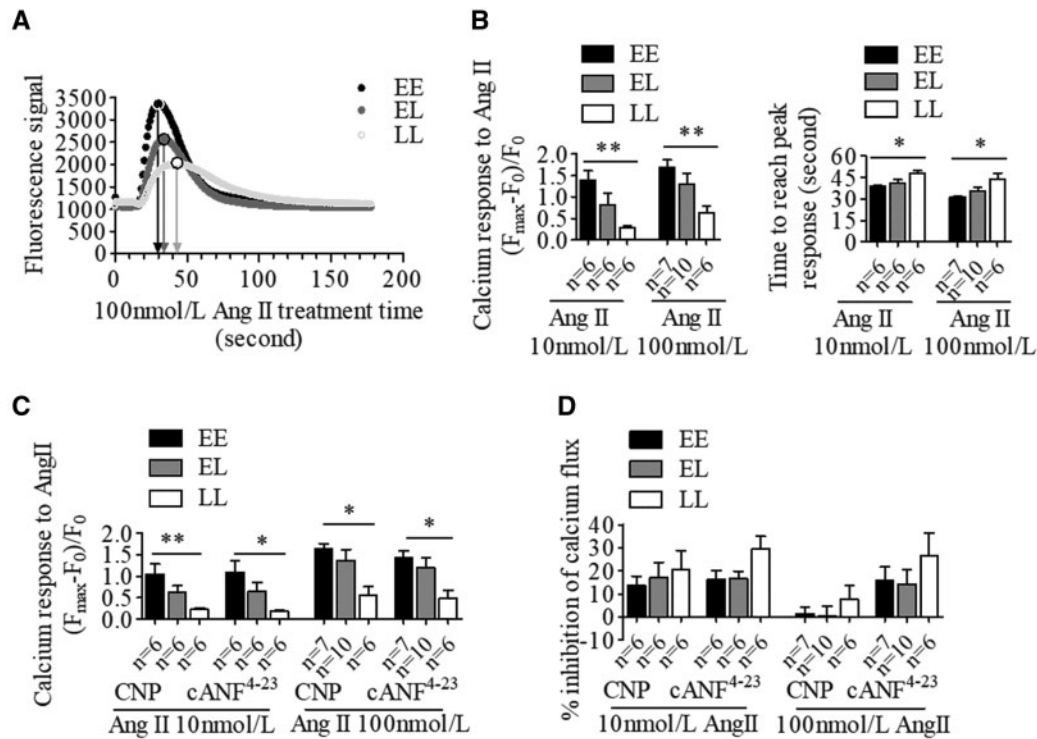 A
Fluorescence signal
3500
3000
2500
2000
1500
1000
500
0
0 50 100 150 200
100nmol/L Ang II treatment time
(second)
EE
EL
LL
B
Calcium response to Ang II
(Fmax-F0)/F0
EE
EL
LL
2.0
1.5
1.0
0.5
0.0
** **
n=6 n=6 n=6 n=7 n=10 n=6
Ang II Ang II
10nmol/L 100nmol/L
Time to reach peak
response (second)
EE
EL
LL
60
45
30
15
0
* *
n=6 n=6 n=6 n=7 n=10 n=6
Ang II Ang II
10nmol/L 100nmol/L
C
Calcium response to AngII
(Fmax-F0)/F0
EE
EL
LL
2.0
1.5
1.0
0.5
0.0
** * * *
n=6 n=6 n=6 n=6 n=6 n=6 n=7 n=10 n=6 n=7 n=10 n=6
CNP cANF4-23 CNP cANF4-23
Ang II 10nmol/L Ang II 100nmol/L
D
% inhibition of calcium flux
EE
EL
LL
40
30
20
10
0
-10
n=6 n=6 n=6 n=6 n=6 n=6 n=7 n=10 n=6 n=7 n=10 n=6
CNP cANF4-23 CNP cANF4-23
10nmol/L AngII 100nmol/L AngII